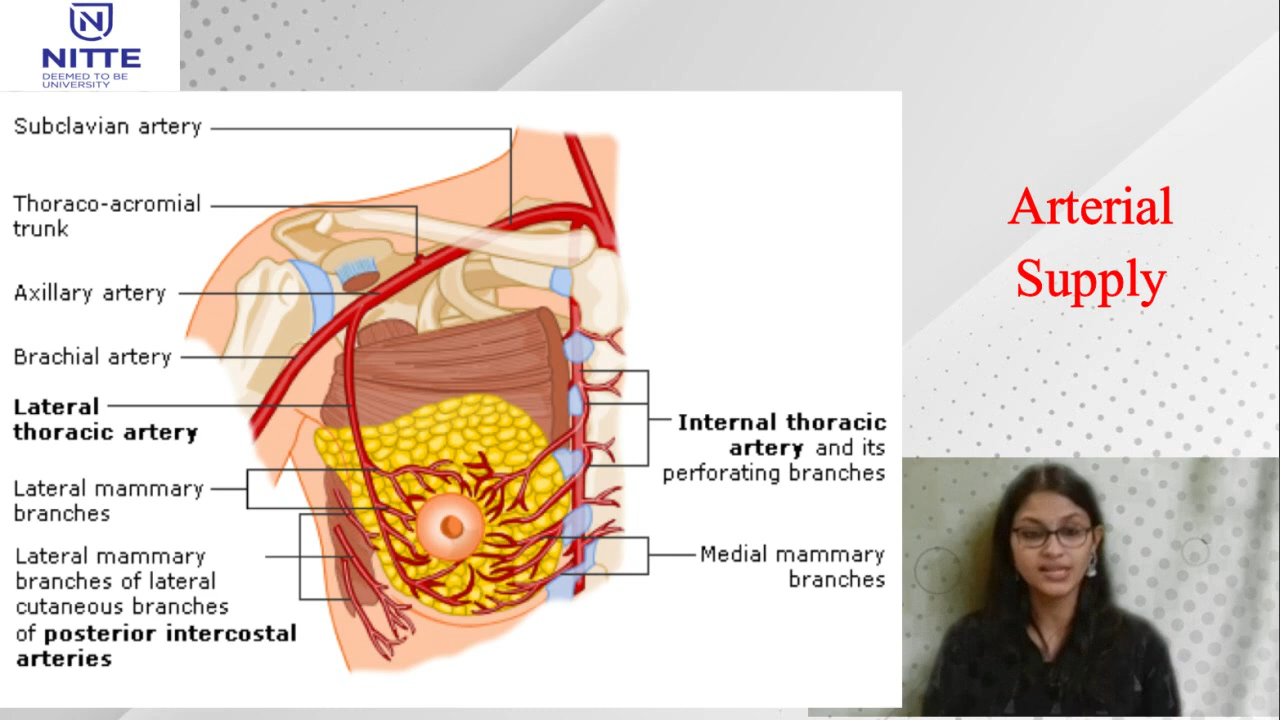 NITTE
DEEMED TO BE
UNIVERSITY
Subclavian artery
Thoraco-acromial
trunk
Axillary artery
Brachial artery
Lateral
thoracic artery
Lateral mammary
branches
Lateral mammary
branches of lateral
cutaneous branches
of posterior intercostal
arteries
Internal thoracic
artery and its
perforating branches
Medial mammary
branches
Arterial
Supply